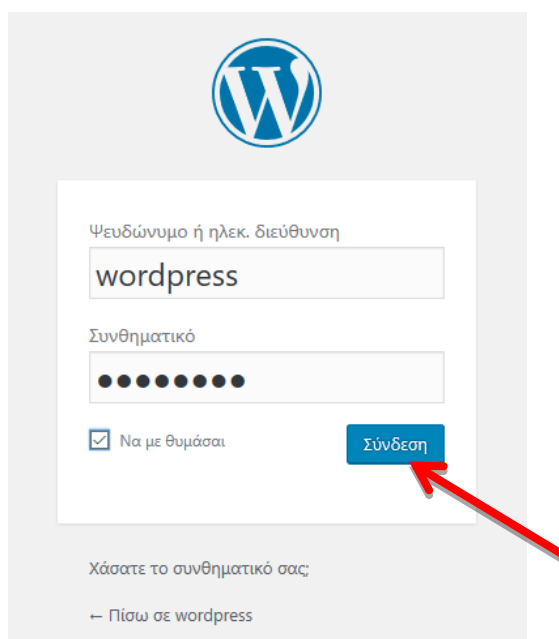 Ψευδώνυμο ή ηλεκ. διεύθυνση
wordpress
Συνθηματικό
●●●●●●●●
Να με θυμάσαι
Σύνδεση
Χάσατε το συνθηματικό σας;
← Πίσω σε wordpress